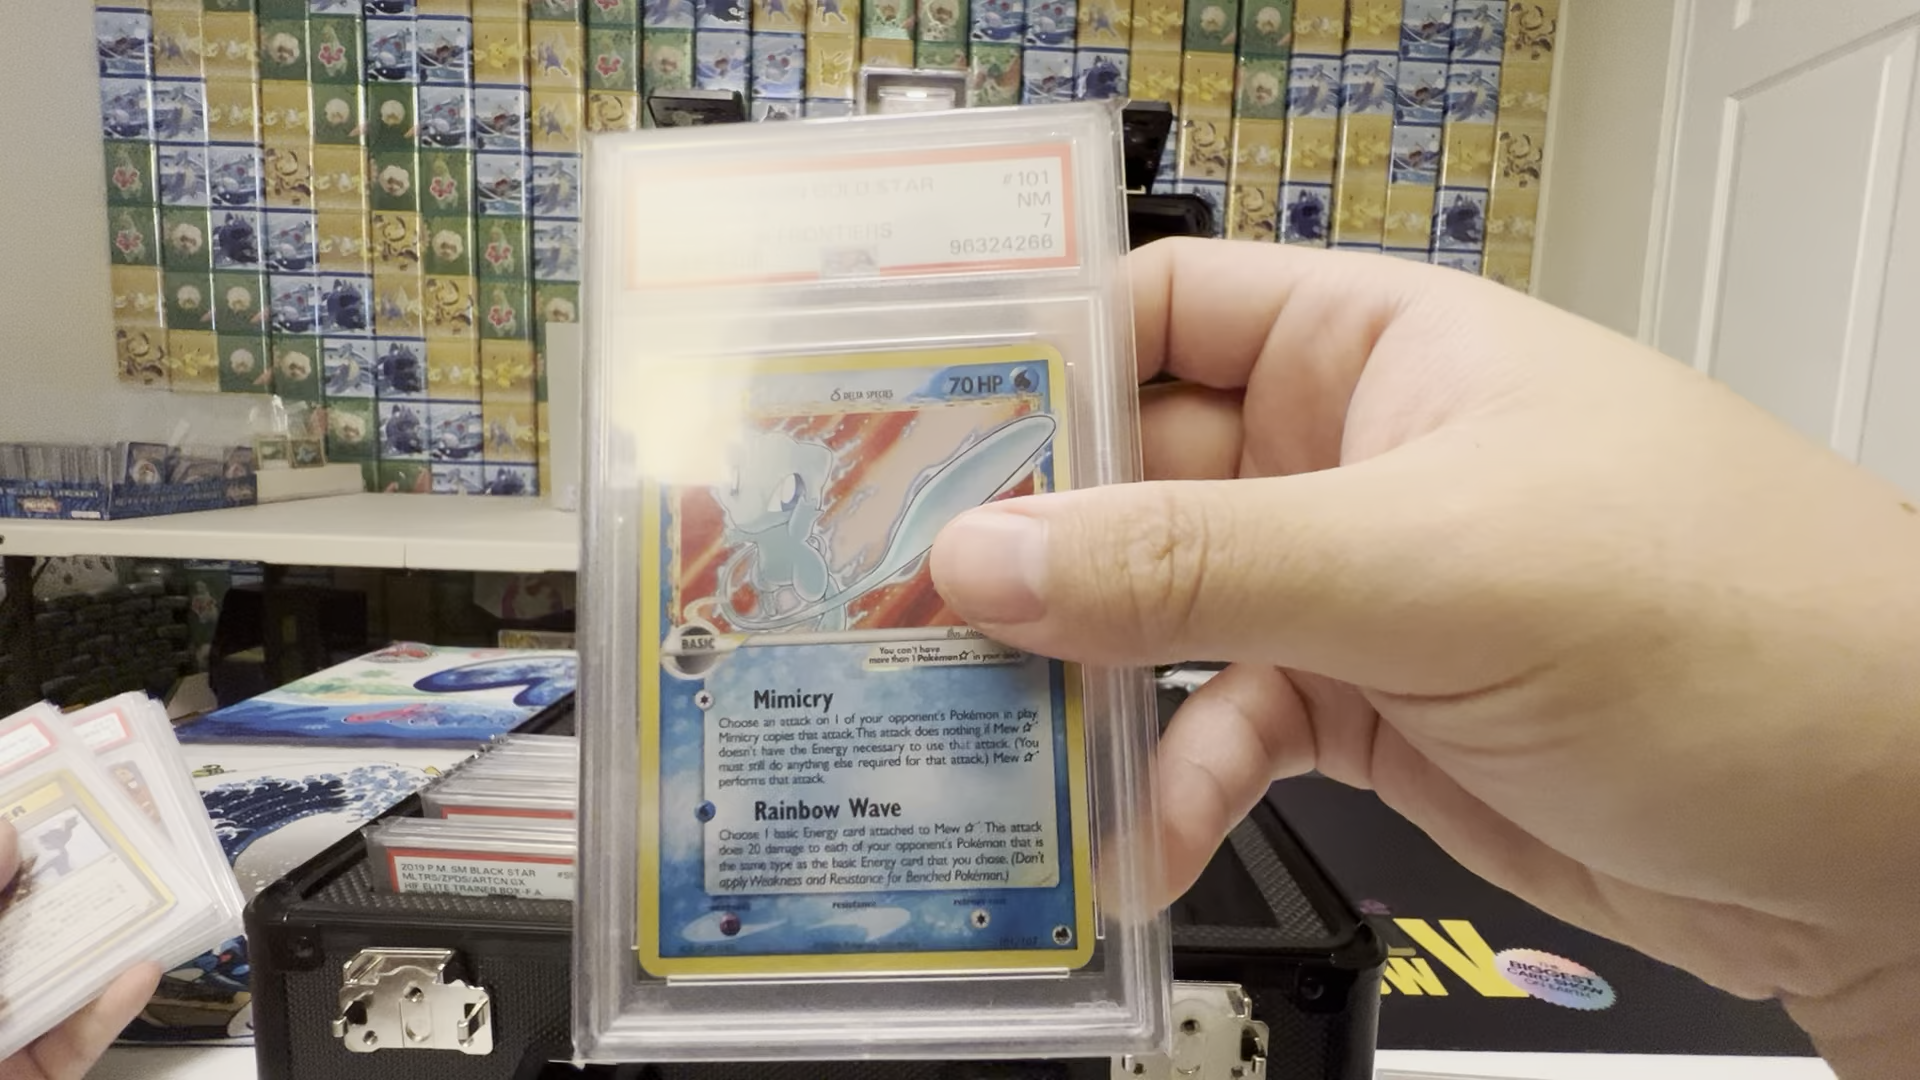 GOLD STAR
#101
NM
FRONTIERS
7
96324266
δ DELTA SPECIES
70 HP
BASIC
You can't have
more than 1 Pokémon☆ in your deck.
Mimicry
Choose an attack on 1 of your opponent's Pokémon in play.
Mimicry copies that attack. This attack does nothing if Mew ☆
doesn't have the Energy necessary to use that attack. (You
must still do anything else required for that attack.) Mew ☆
performs that attack.
Rainbow Wave
Choose 1 basic Energy card attached to Mew ☆. This attack
does 20 damage to each of your opponent's Pokémon that is
the same type as the basic Energy card that you chose. (Don't
apply Weakness and Resistance for Benched Pokémon.)
resistance
101/101
2019 P.M. SM BLACK STAR
MLTRS/ZPDS/ARTCN.GX
HIF ELITE TRAINER BOX-F.A.
BIGGEST
CARD SHOW
ON EARTH